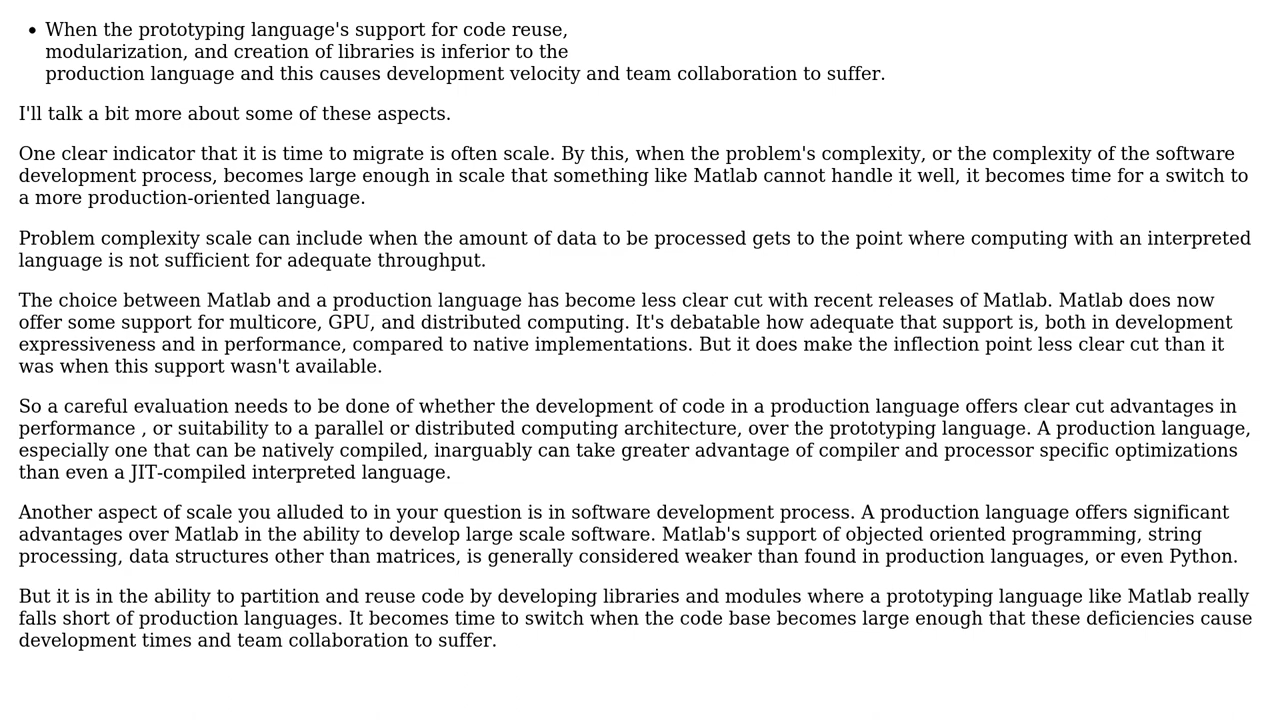 When the prototyping language's support for code reuse,
modularization, and creation of libraries is inferior to the
production language and this causes development velocity and team collaboration to suffer.
I'll talk a bit more about some of these aspects.
One clear indicator that it is time to migrate is often scale. By this, when the problem's complexity, or the complexity of the software
development process, becomes large enough in scale that something like Matlab cannot handle it well, it becomes time for a switch to
a more production-oriented language.
Problem complexity scale can include when the amount of data to be processed gets to the point where computing with an interpreted
language is not sufficient for adequate throughput.
The choice between Matlab and a production language has become less clear cut with recent releases of Matlab. Matlab does now
offer some support for multicore, GPU, and distributed computing. It's debatable how adequate that support is, both in development
expressiveness and in performance, compared to native implementations. But it does make the inflection point less clear cut than it
was when this support wasn't available.
So a careful evaluation needs to be done of whether the development of code in a production language offers clear cut advantages in
performance , or suitability to a parallel or distributed computing architecture, over the prototyping language. A production language,
especially one that can be natively compiled, inarguably can take greater advantage of compiler and processor specific optimizations
than even a JIT-compiled interpreted language.
Another aspect of scale you alluded to in your question is in software development process. A production language offers significant
advantages over Matlab in the ability to develop large scale software. Matlab's support of objected oriented programming, string
processing, data structures other than matrices, is generally considered weaker than found in production languages, or even Python.
But it is in the ability to partition and reuse code by developing libraries and modules where a prototyping language like Matlab really
falls short of production languages. It becomes time to switch when the code base becomes large enough that these deficiencies cause
development times and team collaboration to suffer.